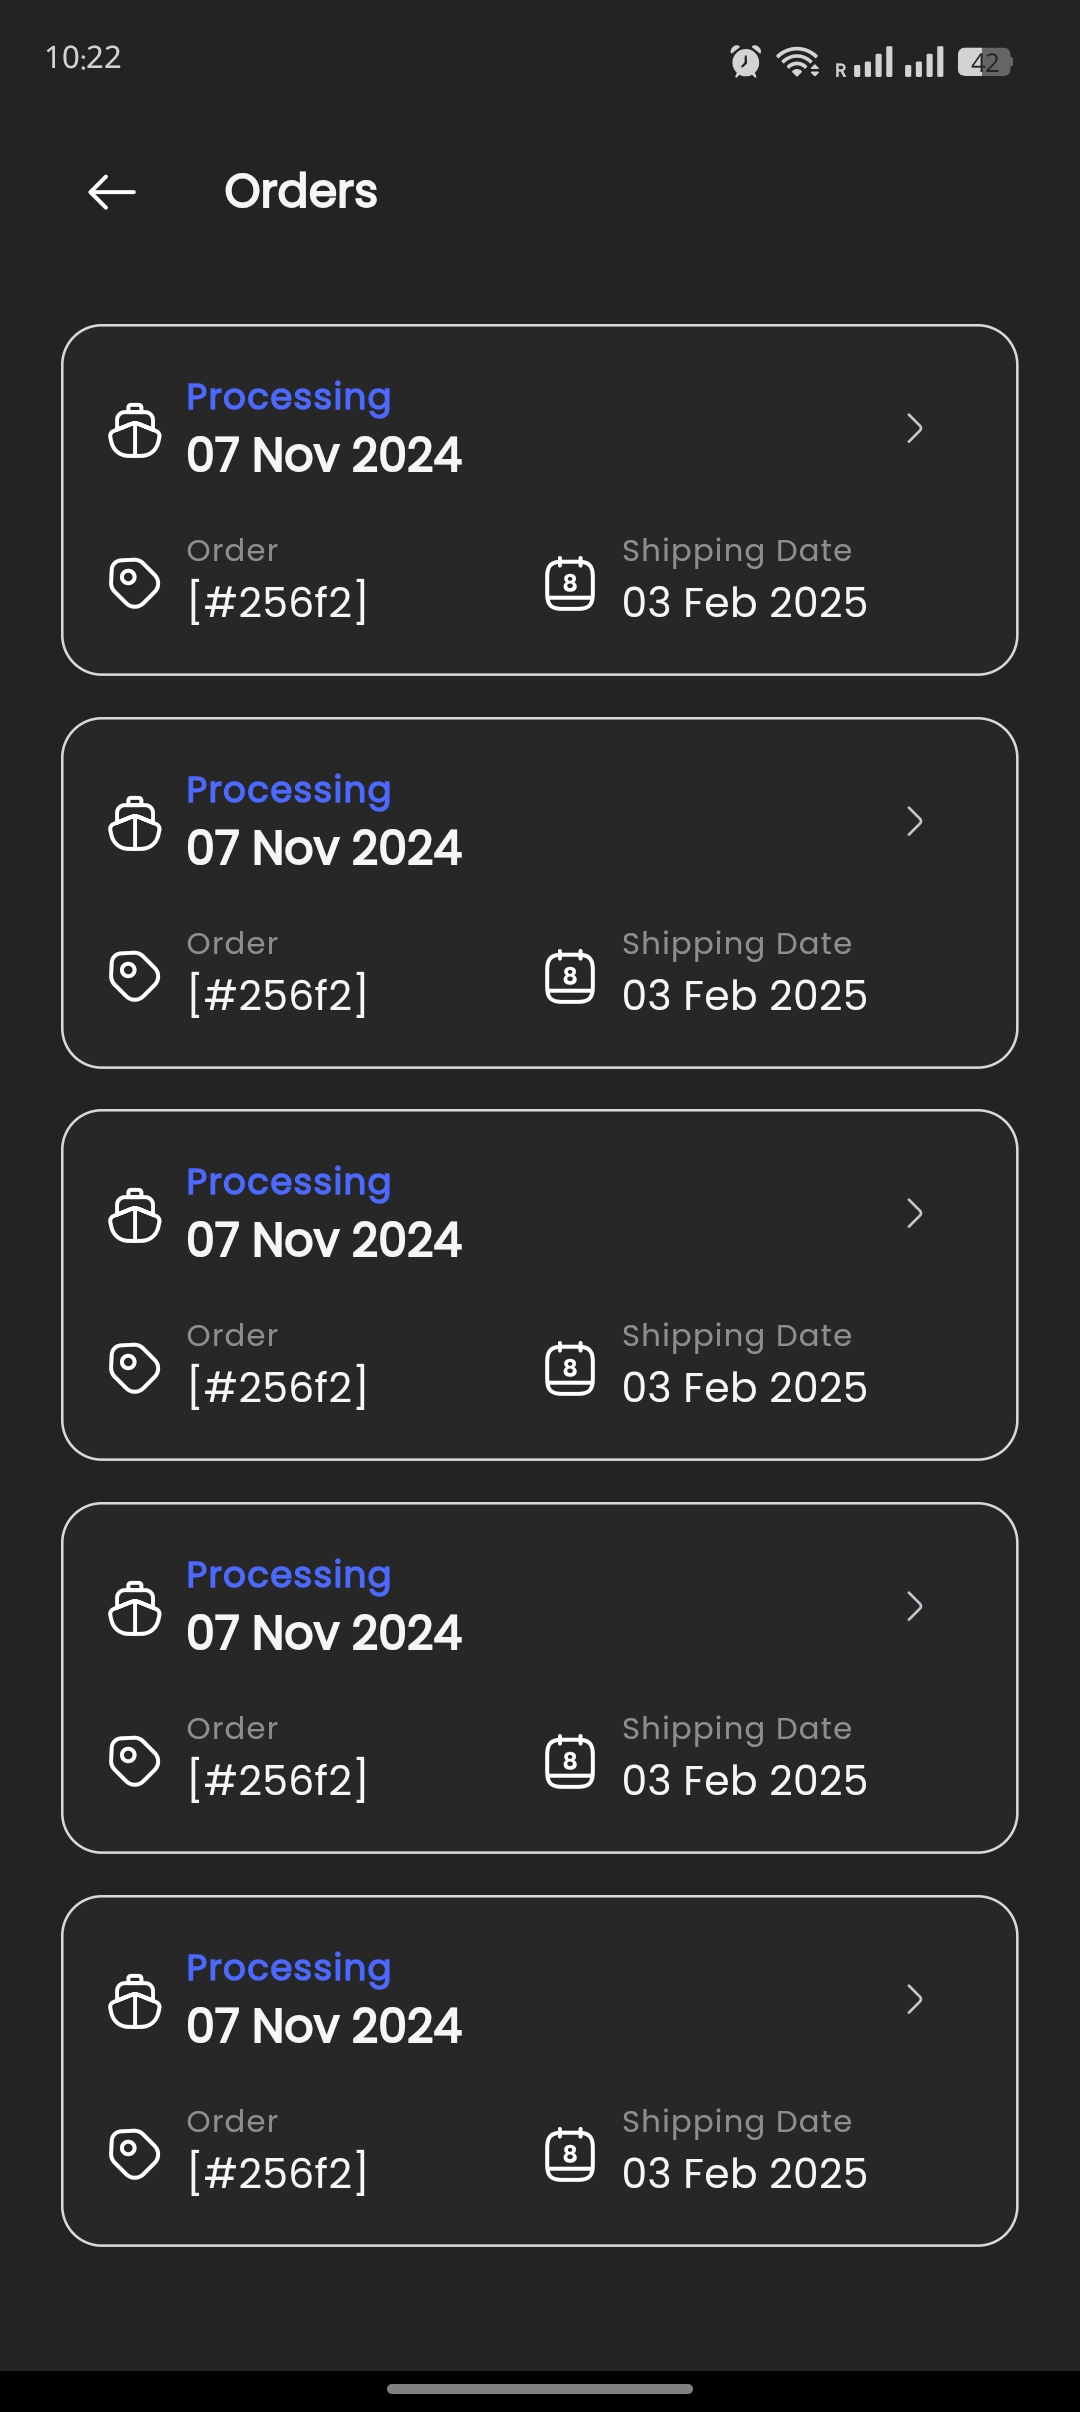 10:22
R
42
Orders
Processing
07 Nov 2024
Order
Shipping Date
8
[#256f2]
03 Feb 2025
Processing
07 Nov 2024
Order
Shipping Date
8
[#256f2]
03 Feb 2025
Processing
07 Nov 2024
Order
Shipping Date
8
[#256f2]
03 Feb 2025
Processing
07 Nov 2024
Order
Shipping Date
8
[#256f2]
03 Feb 2025
Processing
07 Nov 2024
Order
Shipping Date
8
[#256f2]
03 Feb 2025